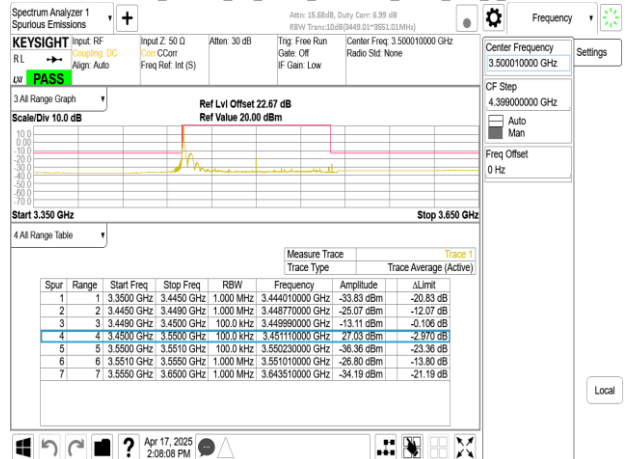 Spectrum Analyzer 1
Spurious Emissions
Attn: 15.68dB, Duty Corr: 6.99 dB
RBW Trans:10dB(3449.01~3551.01MHz)
Frequency
KEYSIGHT
RL
PASS
Input: RF
Coupling: DC
Align: Auto
Input Z: 50 Ω
Corr CCorr
Freq Ref: Int (S)
Atten: 30 dB
Trig: Free Run
Gate: Off
IF Gain: Low
Center Freq: 3.500010000 GHz
Radio Std: None
Center Frequency
3.500010000 GHz
Settings
CF Step
4.399000000 GHz
Auto
Man
Freq Offset
0 Hz
3 All Range Graph
Scale/Div 10.0 dB
Ref Lvl Offset 22.67 dB
Ref Value 20.00 dBm
10.0
0.00
-10.0
-20.0
-30.0
-40.0
-50.0
-60.0
-70.0
Start 3.350 GHz
Stop 3.650 GHz
4 All Range Table
Measure Trace Trace 1
Trace Type Trace Average (Active)
Spur Range Start Freq Stop Freq RBW Frequency Amplitude ΔLimit
1 1 3.3500 GHz 3.4450 GHz 1.000 MHz 3.444010000 GHz -33.83 dBm -20.83 dB
2 2 3.4450 GHz 3.4490 GHz 1.000 MHz 3.448770000 GHz -25.07 dBm -12.07 dB
3 3 3.4490 GHz 3.4500 GHz 100.0 kHz 3.449990000 GHz -13.11 dBm -0.106 dB
4 4 3.4500 GHz 3.5500 GHz 100.0 kHz 3.451110000 GHz 27.03 dBm -2.970 dB
5 5 3.5500 GHz 3.5510 GHz 100.0 kHz 3.550230000 GHz -36.36 dBm -23.36 dB
6 6 3.5510 GHz 3.5550 GHz 1.000 MHz 3.551010000 GHz -26.80 dBm -13.80 dB
7 7 3.5550 GHz 3.6500 GHz 1.000 MHz 3.643510000 GHz -34.19 dBm -21.19 dB
Local
Apr 17, 2025
2:08:08 PM